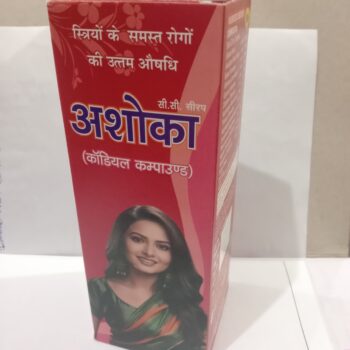 स्त्रियों के समस्त रोगों
की उत्तम औषधि
सी.सी. सीरप
अशोका
(कॉडियल कम्पाउण्ड)